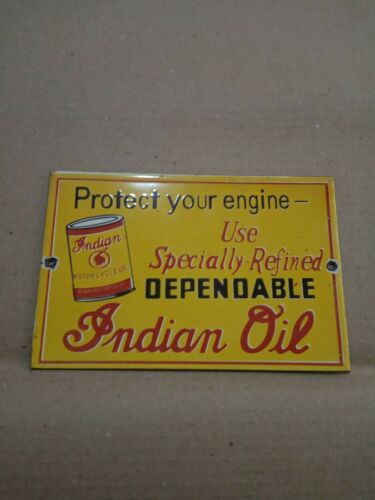 Protect your engine—
Use
Specially-Refined
DEPENDABLE
Indian Oil
Indian
MOTORCYCLE OIL